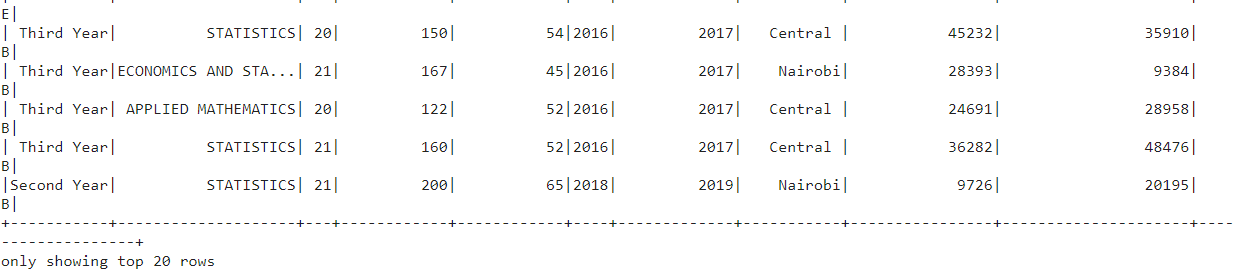 E|
| Third Year|          STATISTICS| 20|         150|          54|2016|         2017|   Central |           45232|                35910|
B|
| Third Year|ECONOMICS AND STA...| 21|         167|          45|2016|         2017|    Nairobi|           28393|                 9384|
B|
| Third Year| APPLIED MATHEMATICS| 20|         122|          52|2016|         2017|   Central |           24691|                28958|
B|
| Third Year|          STATISTICS| 21|         160|          52|2016|         2017|   Central |           36282|                48476|
B|
|Second Year|          STATISTICS| 21|         200|          65|2018|         2019|    Nairobi|            9726|                20195|
B|
+-----------+--------------------+---+------------+------------+----+-------------+-----------+----------------+---------------------+----
---------------+
only showing top 20 rows